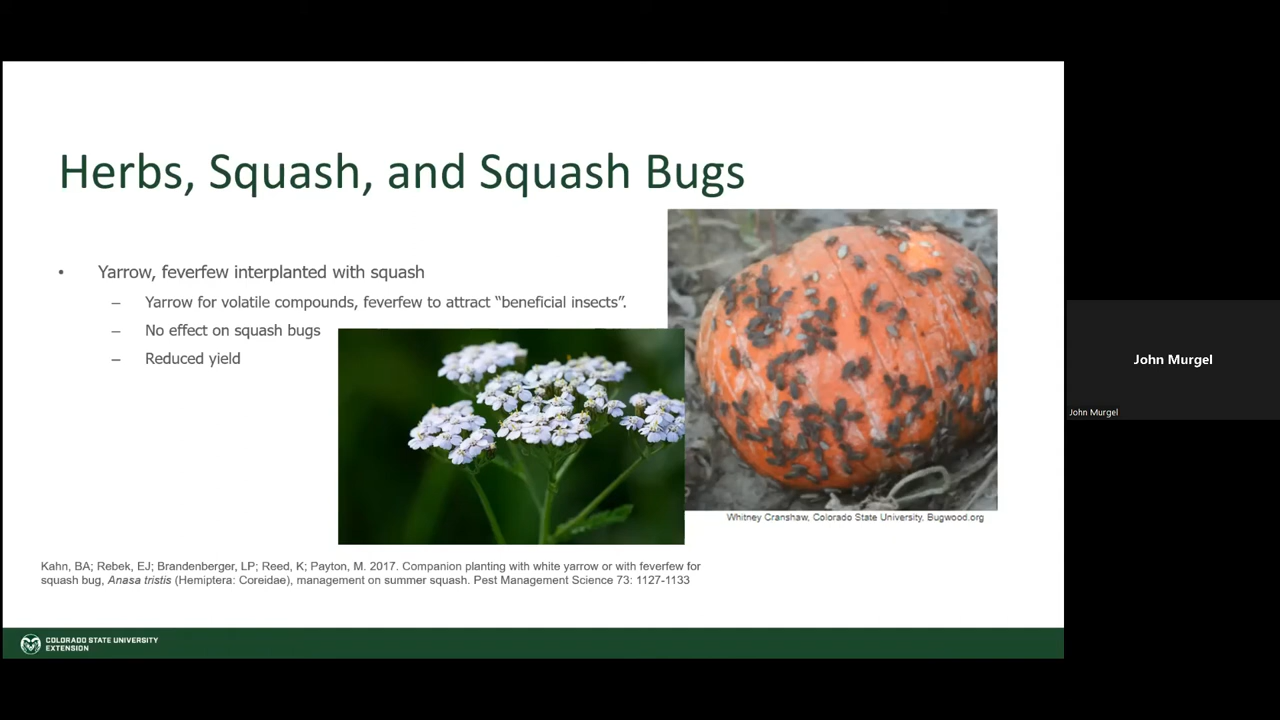 Herbs, Squash, and Squash Bugs
• Yarrow, feverfew interplanted with squash
– Yarrow for volatile compounds, feverfew to attract “beneficial insects”.
– No effect on squash bugs
– Reduced yield
Whitney Cranshaw, Colorado State University, Bugwood.org
Kahn, BA; Rebek, EJ; Brandenberger, LP; Reed, K; Payton, M. 2017. Companion planting with white yarrow or with feverfew for
squash bug, Anasa tristis (Hemiptera: Coreidae), management on summer squash. Pest Management Science 73: 1127-1133
COLORADO STATE UNIVERSITY
EXTENSION
John Murgel
John Murgel